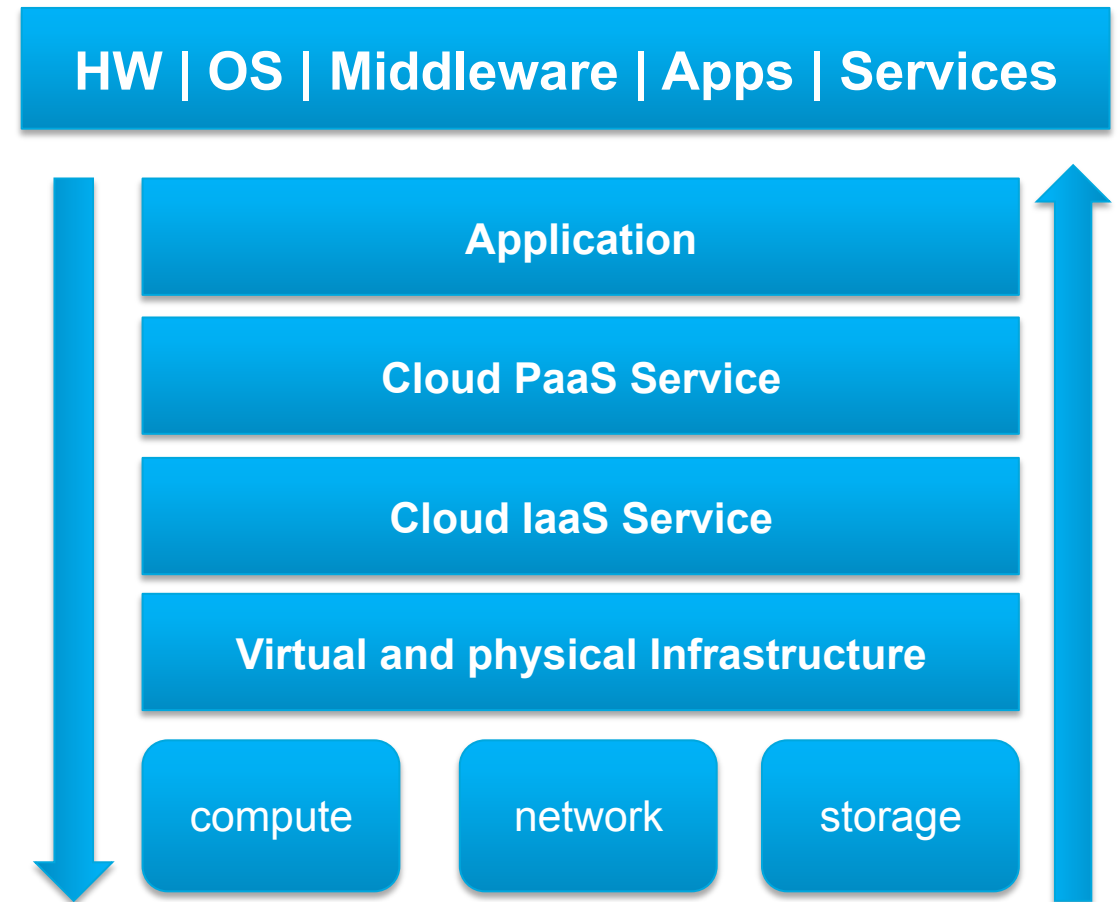 HW | OS | Middleware | Apps | Services
Application
Cloud PaaS Service
Cloud IaaS Service
Virtual and physical Infrastructure
compute
network
storage